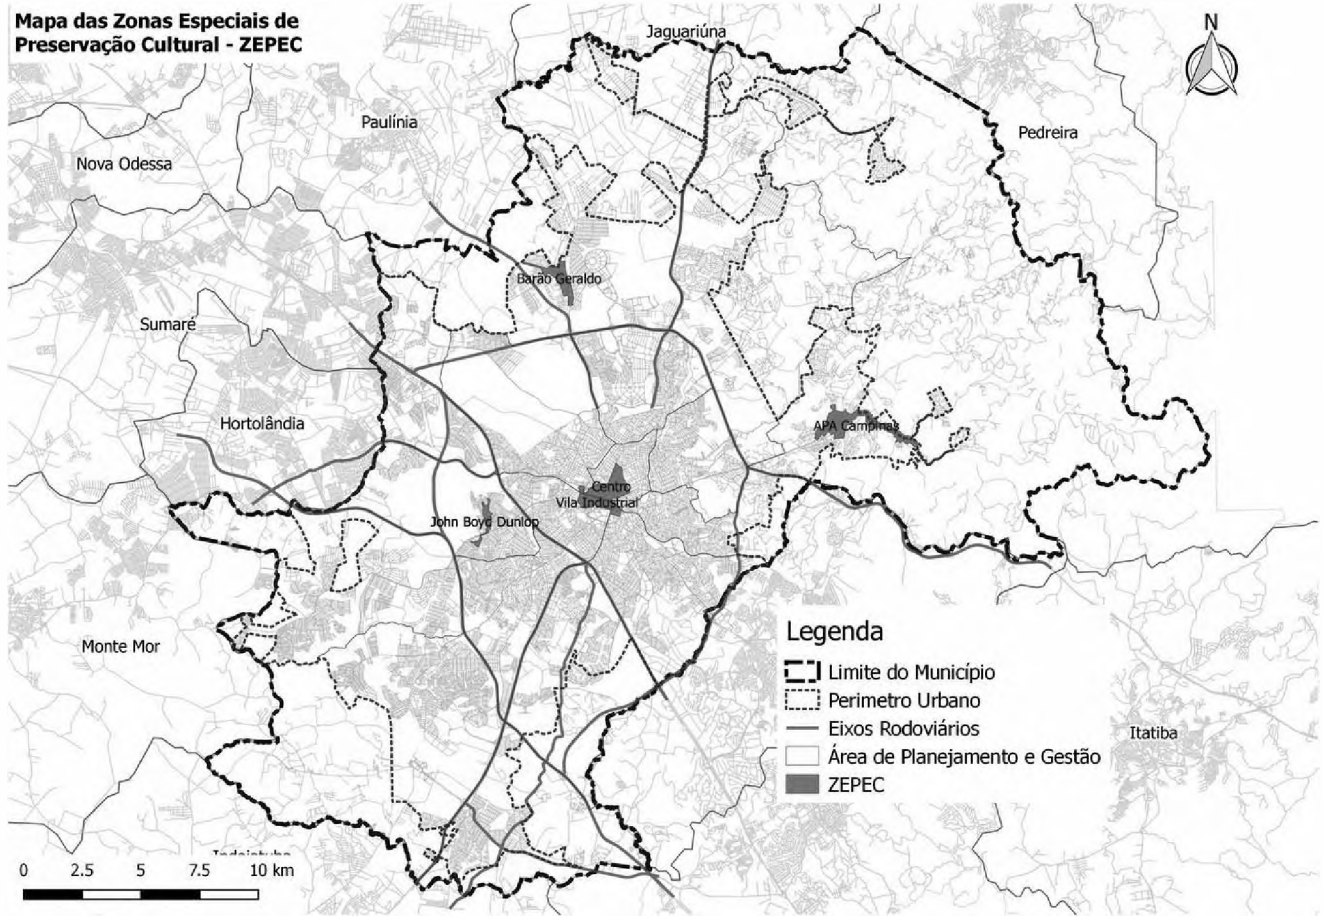 Mapa das Zonas Especiais de
Preservação Cultural - ZEPEC
Jaguariúna
N
Paulínia
Pedreira
Nova Odessa
Barão Geraldo
Sumaré
Hortolândia
APA Campinas
Centro
Vila Industrial
John Boyd Dunlop
Monte Mor
Itatiba
Legenda
Limite do Município
Perimetro Urbano
Eixos Rodoviários
Área de Planejamento e Gestão
ZEPEC
Indaiatuba
0 2.5 5 7.5 10 km